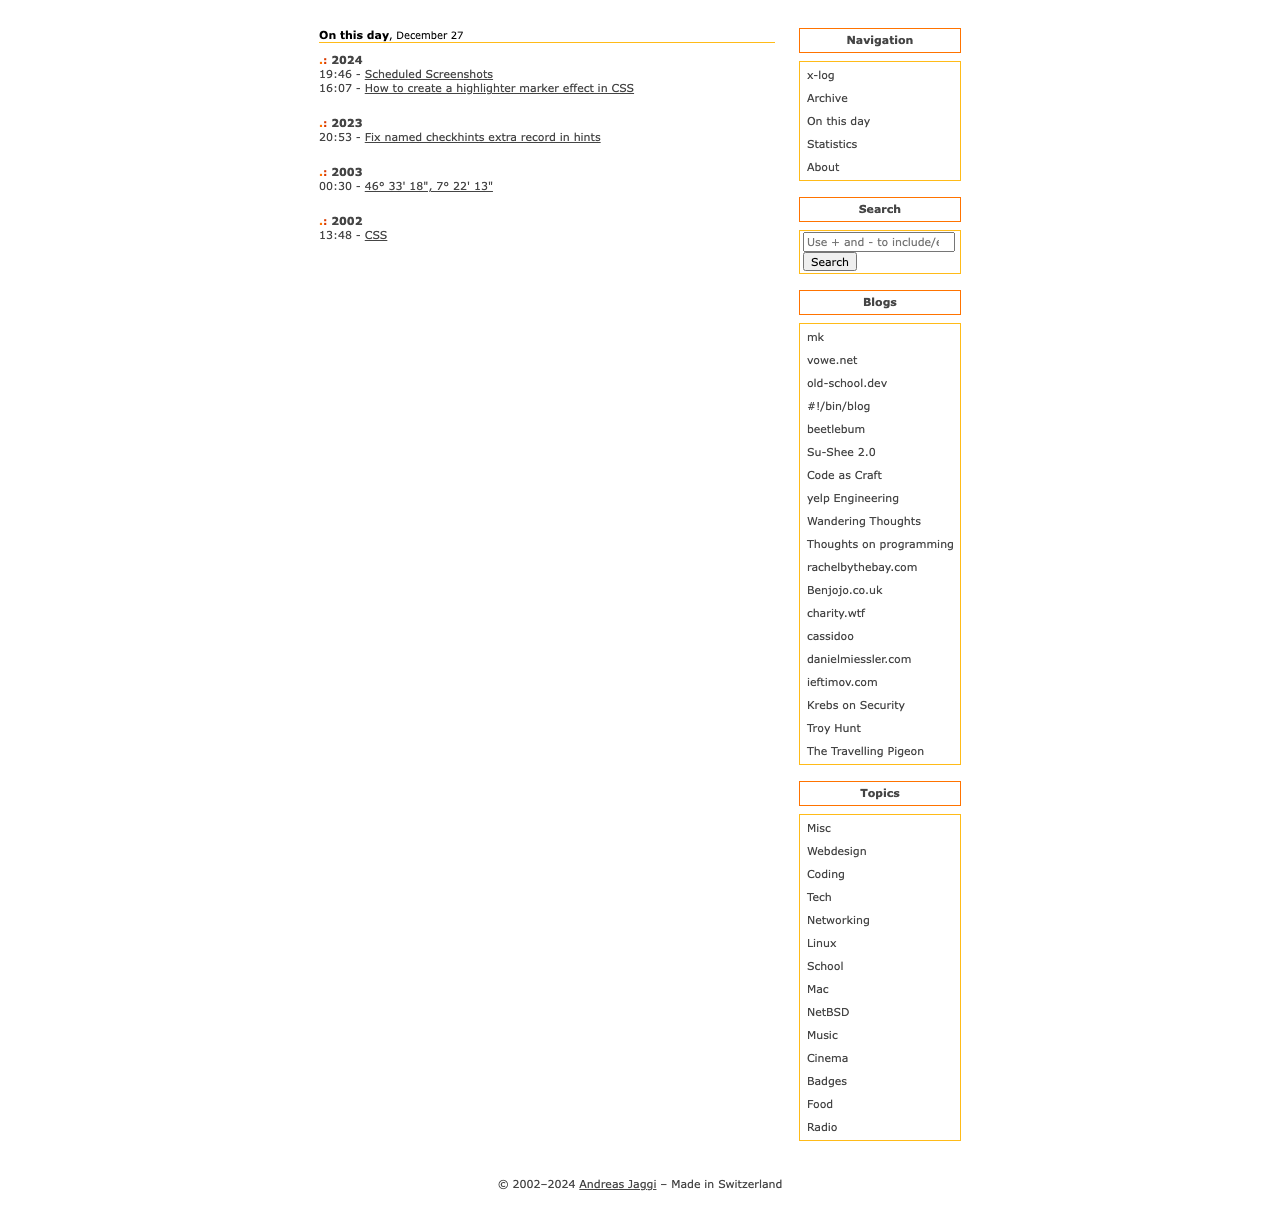 On this day, December 27
.: 2024
19:46 - Scheduled Screenshots
16:07 - How to create a highlighter marker effect in CSS
.: 2023
20:53 - Fix named checkhints extra record in hints
.: 2003
00:30 - 46° 33' 18", 7° 22' 13"
.: 2002
13:48 - CSS
Navigation
x-log
Archive
On this day
Statistics
About
Search
Use + and - to include/e
Search
Blogs
mk
vowe.net
old-school.dev
#!/bin/blog
beetlebum
Su-Shee 2.0
Code as Craft
yelp Engineering
Wandering Thoughts
Thoughts on programming
rachelbythebay.com
Benjojo.co.uk
charity.wtf
cassidoo
danielmiessler.com
ieftimov.com
Krebs on Security
Troy Hunt
The Travelling Pigeon
Topics
Misc
Webdesign
Coding
Tech
Networking
Linux
School
Mac
NetBSD
Music
Cinema
Badges
Food
Radio
© 2002–2024 Andreas Jaggi – Made in Switzerland